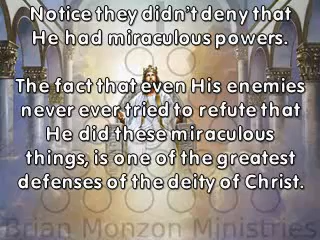 Notice they didn't deny that
He had miraculous powers.
The fact that even His enemies
never ever tried to refute that
He did these miraculous
things, is one of the greatest
defenses of the deity of Christ.
Brian Monzon Ministries